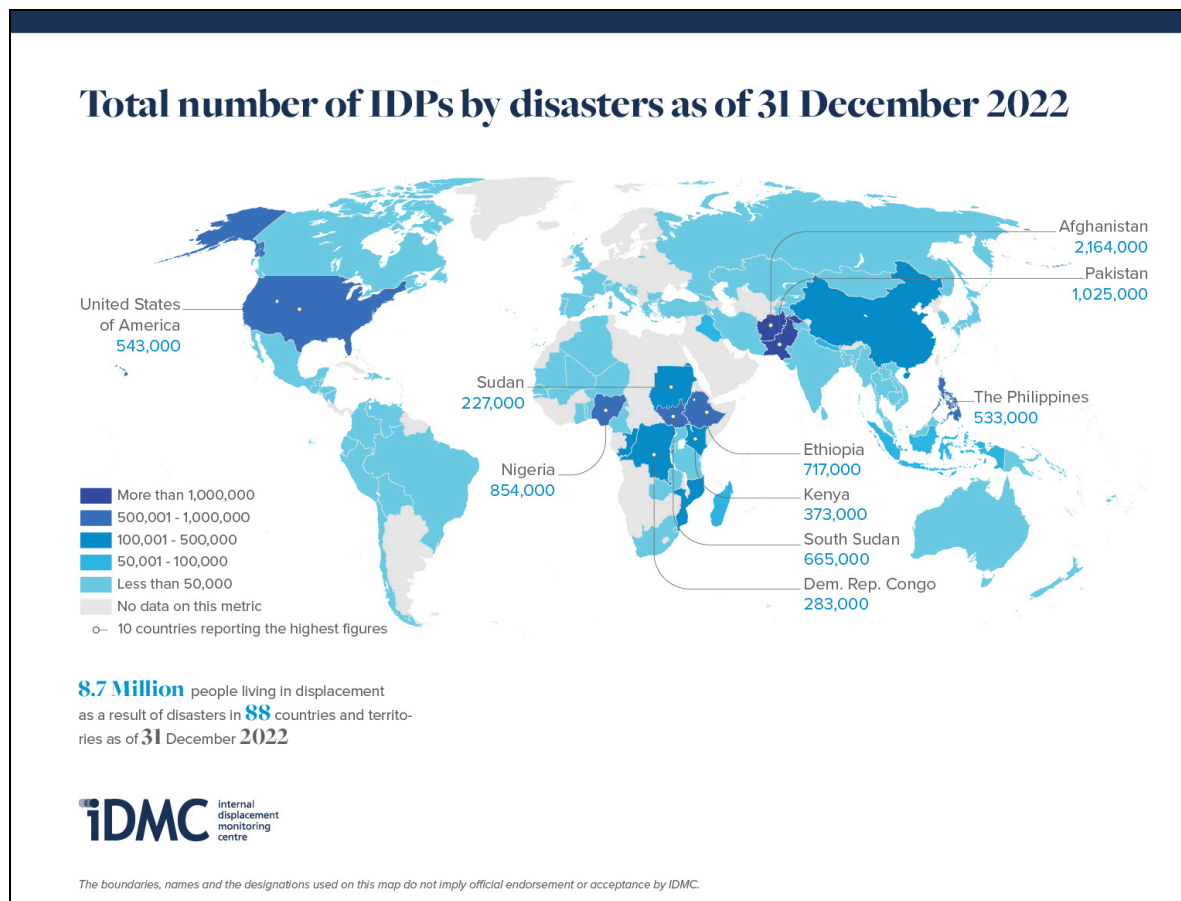 Total number of IDPs by disasters as of 31 December 2022
Afghanistan
2,164,000
Pakistan
1,025,000
United States
of America
543,000
Sudan
227,000
The Philippines
533,000
Nigeria
854,000
Ethiopia
717,000
Kenya
373,000
South Sudan
665,000
Dem. Rep. Congo
283,000
More than 1,000,000
500,001 - 1,000,000
100,001 - 500,000
50,001 - 100,000
Less than 50,000
No data on this metric
10 countries reporting the highest figures
8.7 Million people living in displacement
as a result of disasters in 88 countries and territo-
ries as of 31 December 2022
iDMC
internal
displacement
monitoring
centre
The boundaries, names and the designations used on this map do not imply official endorsement or acceptance by IDMC.